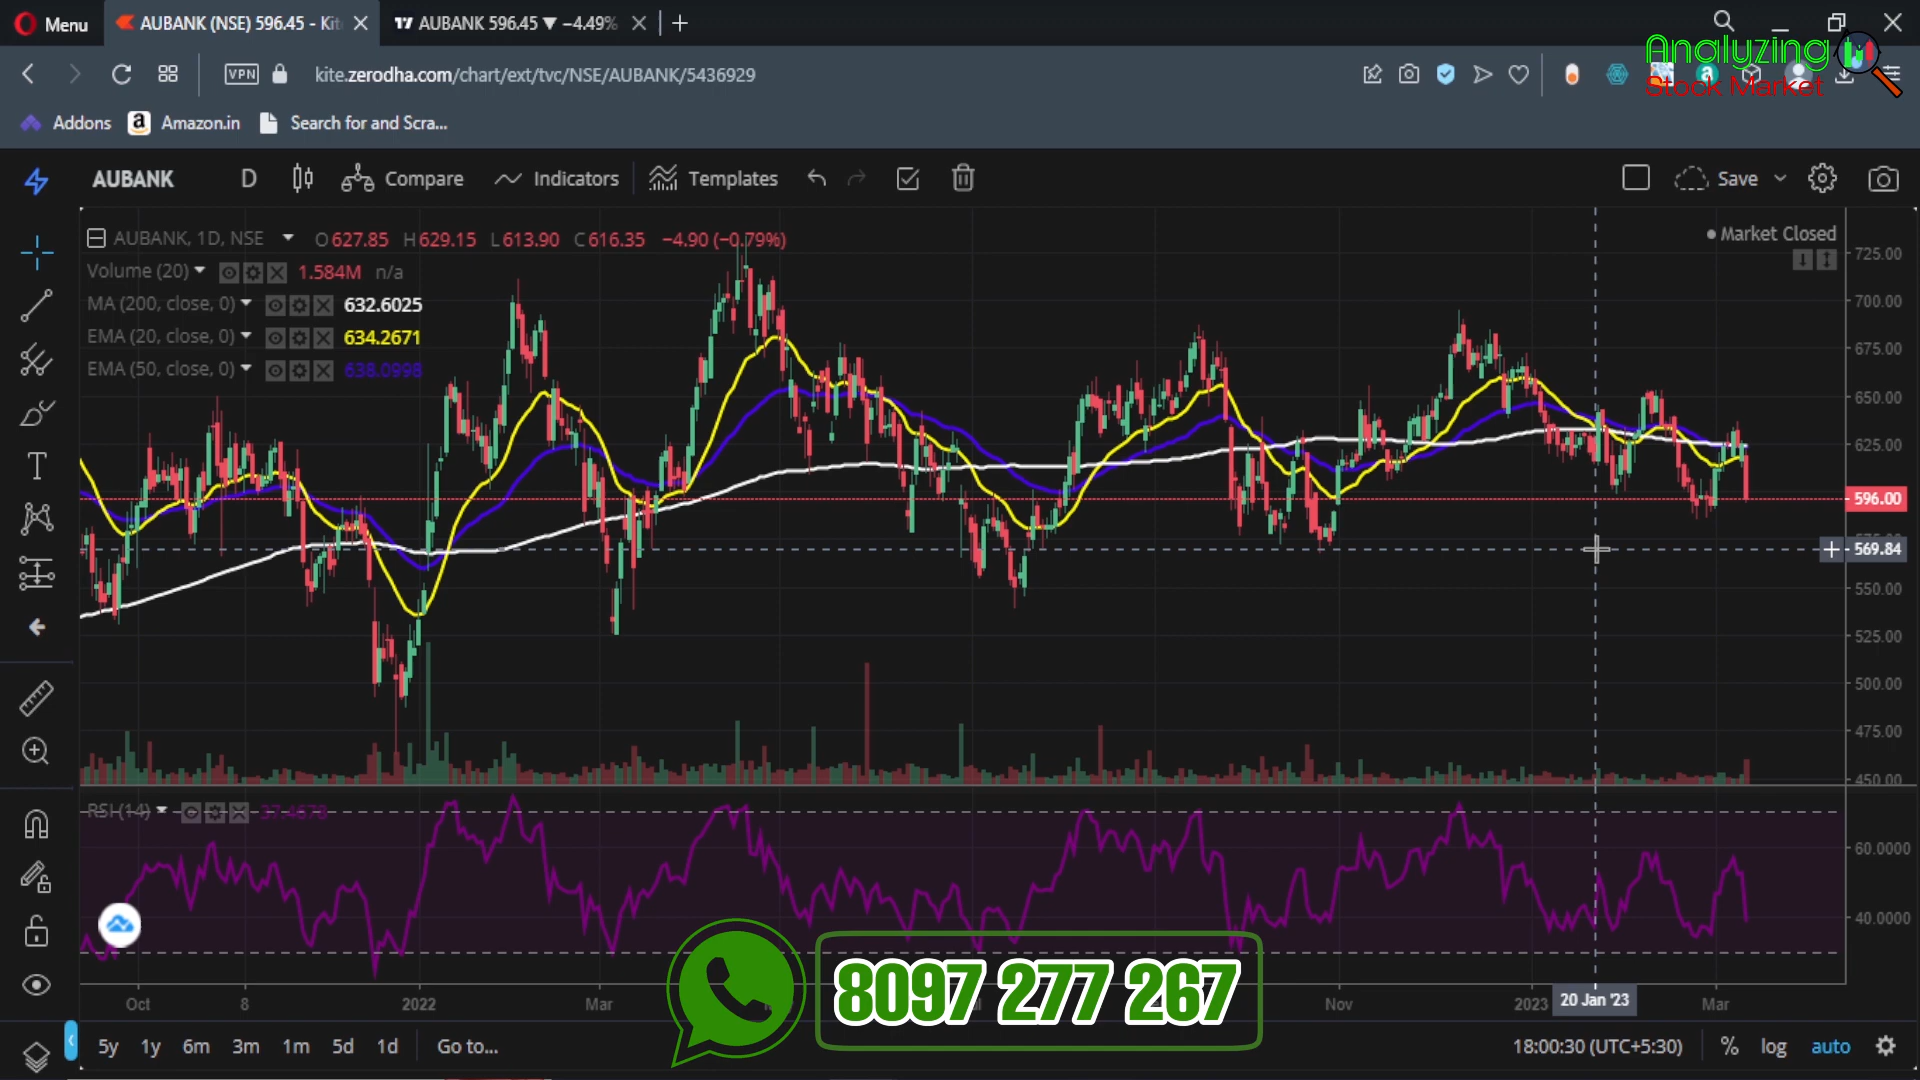 Menu
AUBANK (NSE) 596.45 - Kit
AUBANK 596.45 ▼ −4.49%
VPN
kite.zerodha.com/chart/ext/tvc/NSE/AUBANK/5436929
Analyzing
Stock Market
Addons
Amazon.in
Search for and Scra...
AUBANK
D
Compare
Indicators
Templates
Save
AUBANK, 1D, NSE
O627.85 H629.15 L613.90 C616.35 −4.90 (−0.79%)
Market Closed
Volume (20) 1.584M n/a
MA (200, close, 0) 632.6025
EMA (20, close, 0) 634.2671
EMA (50, close, 0) 638.0998
725.00
700.00
675.00
650.00
625.00
596.00
569.84
550.00
525.00
500.00
475.00
450.00
RSI (14) 37.4678
60.0000
40.0000
8097 277 267
Oct
8
2022
Mar
Nov
2023
20 Jan '23
Mar
5y 1y 6m 3m 1m 5d 1d Go to...
18:00:30 (UTC+5:30) % log auto